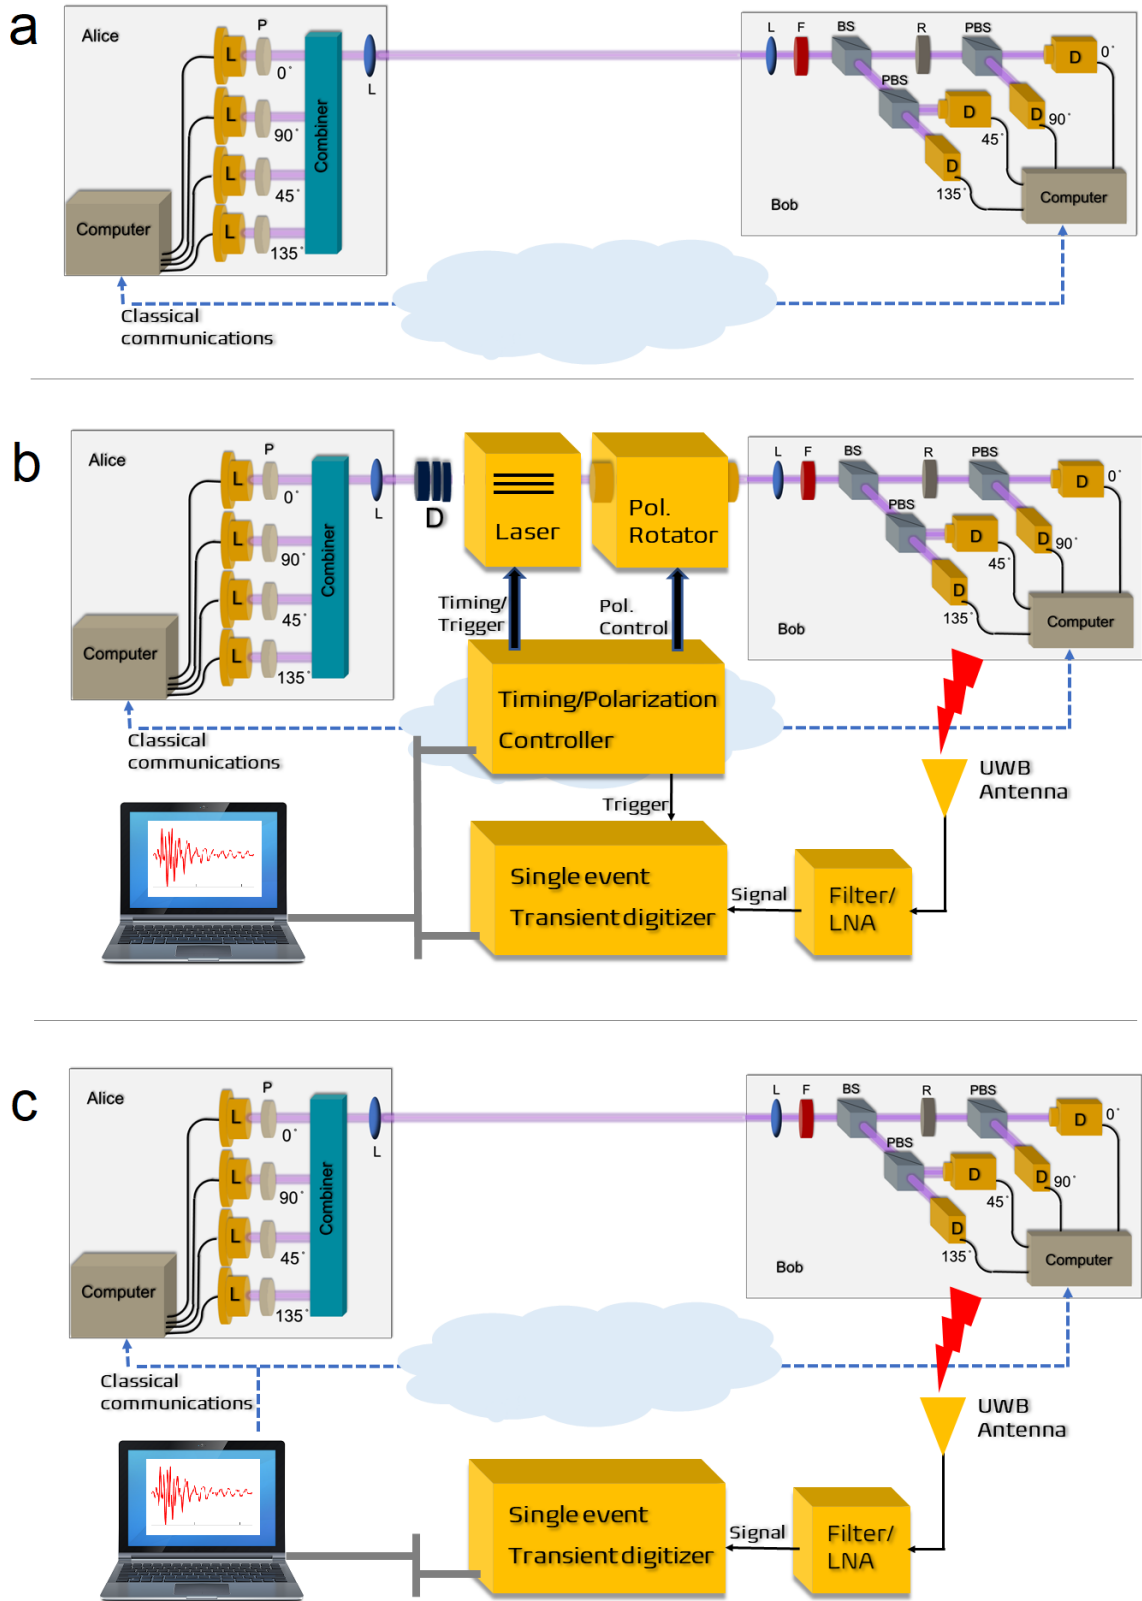 a
Alice
P
L
0°
L
90°
L
45°
L
135°
Combiner
L
Computer
Classical
communications
L
F
BS
R
PBS
D
0°
PBS
D
45°
D
90°
D
135°
Bob
Computer
b
Alice
P
L
0°
L
90°
L
45°
L
135°
Combiner
L
D
Computer
Classical
communications
Laser
Pol.
Rotator
Timing/
Trigger
Pol.
Control
Timing/Polarization
Controller
Trigger
Single event
Transient digitizer
Signal
Filter/
LNA
UWB
Antenna
L
F
BS
R
PBS
D
0°
PBS
D
45°
D
90°
D
135°
Bob
Computer
c
Alice
P
L
0°
L
90°
L
45°
L
135°
Combiner
L
Computer
Classical
communications
L
F
BS
R
PBS
D
0°
PBS
D
45°
D
90°
D
135°
Bob
Computer
UWB
Antenna
Single event
Transient digitizer
Signal
Filter/
LNA